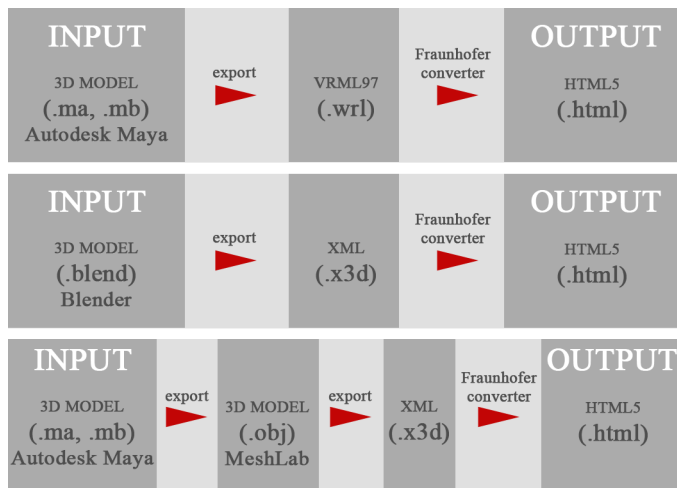 INPUT
3D MODEL
(.ma, .mb)
Autodesk Maya
export
VRML97
(.wrl)
Fraunhofer
converter
OUTPUT
HTML5
(.html)
INPUT
3D MODEL
(.blend)
Blender
export
XML
(.x3d)
Fraunhofer
converter
OUTPUT
HTML5
(.html)
INPUT
3D MODEL
(.ma, .mb)
Autodesk Maya
export
3D MODEL
(.obj)
MeshLab
export
XML
(.x3d)
Fraunhofer
converter
OUTPUT
HTML5
(.html)